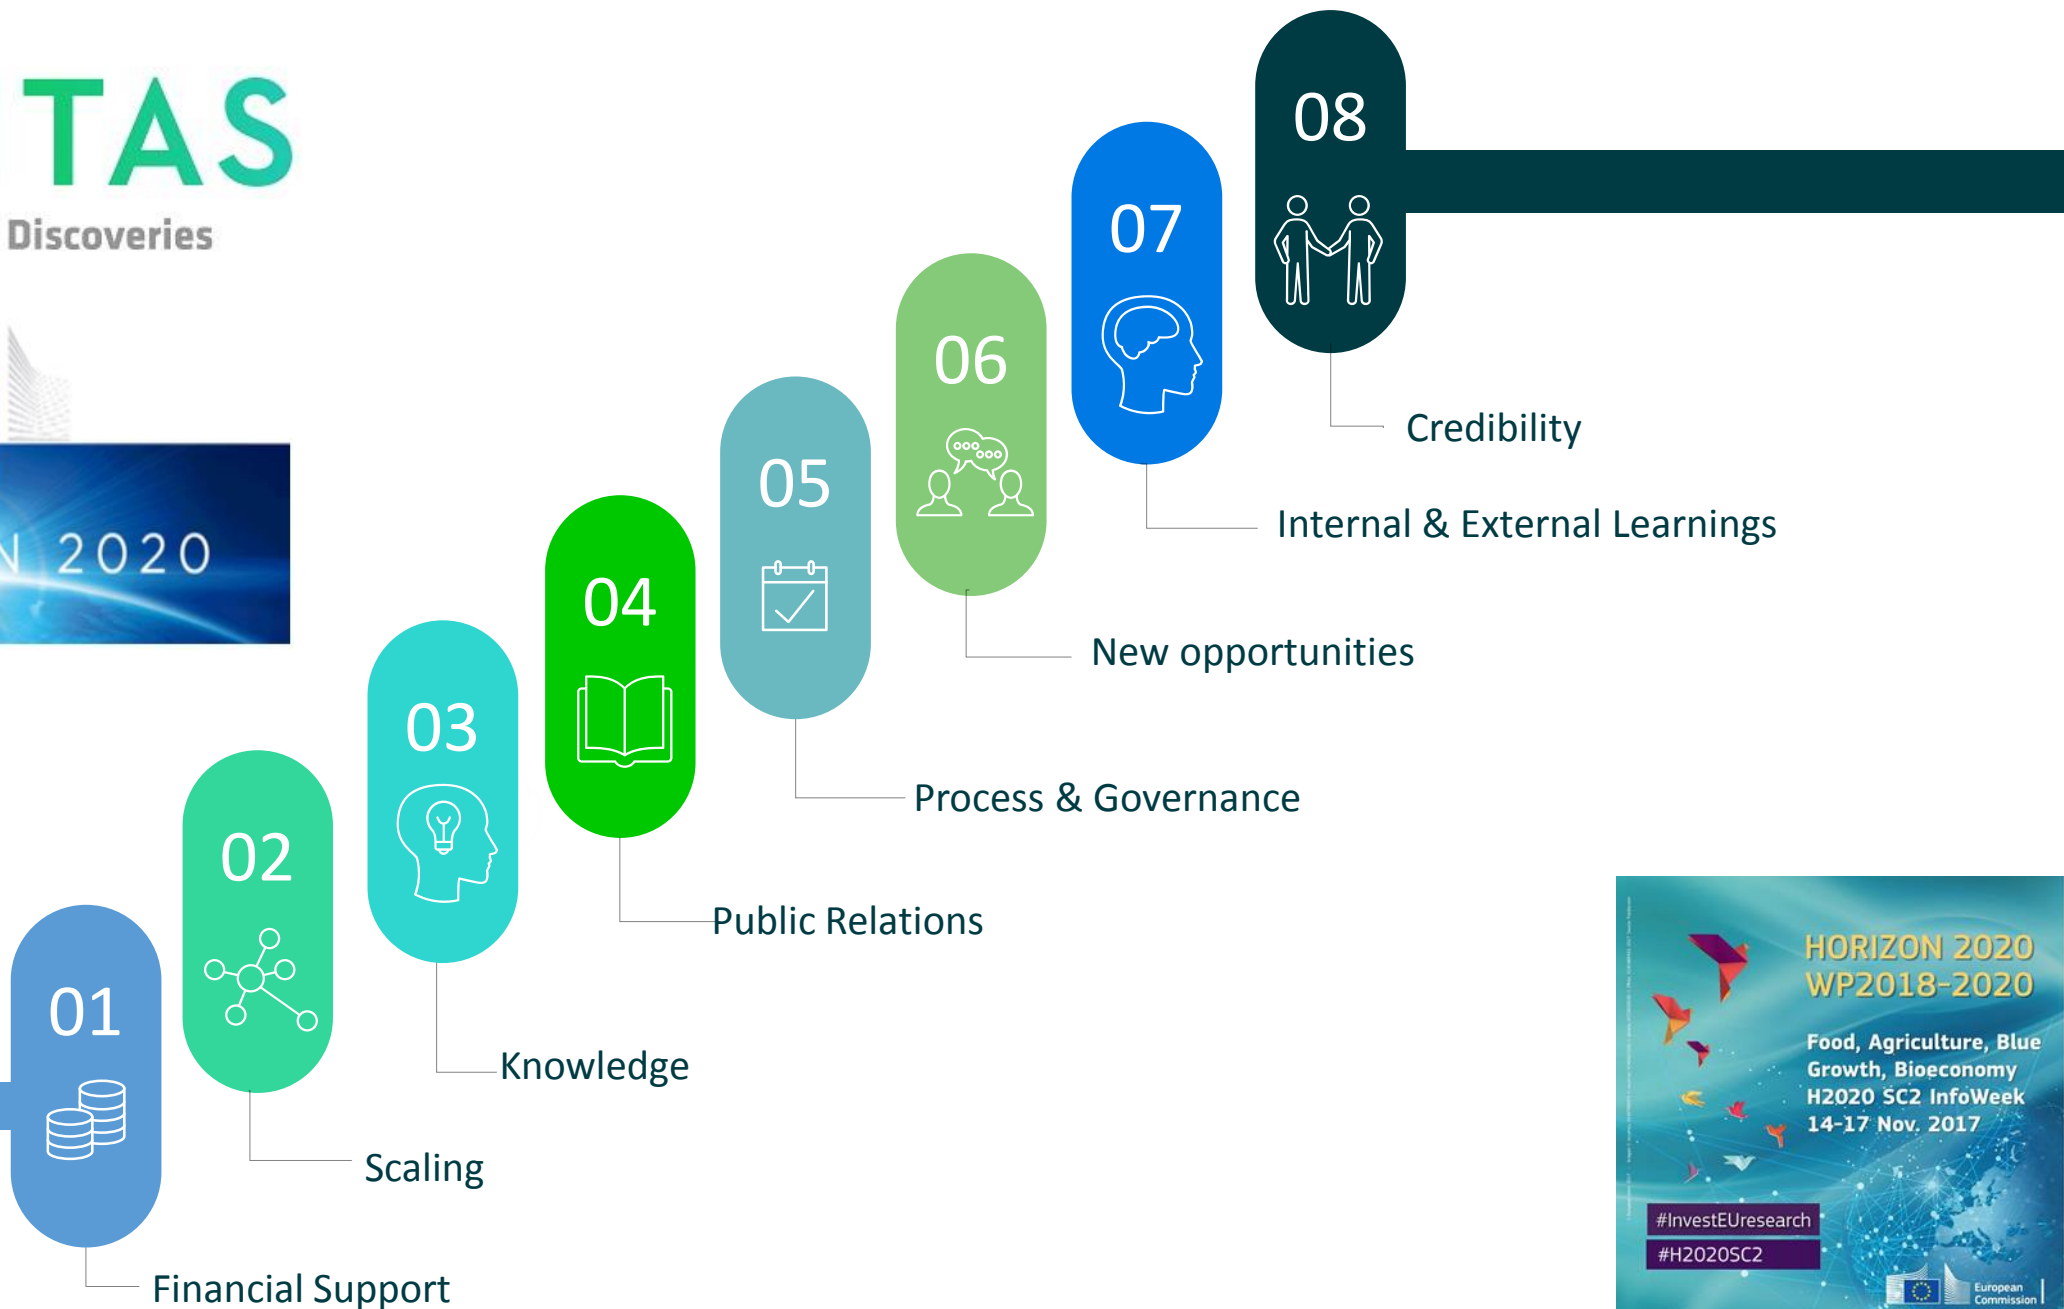 TAS
Discoveries
N 2020
01
Financial Support
02
Scaling
03
Knowledge
04
Public Relations
05
Process & Governance
06
New opportunities
07
Internal & External Learnings
08
Credibility
HORIZON 2020
WP2018-2020
Food, Agriculture, Blue
Growth, Bioeconomy
H2020 SC2 InfoWeek
14-17 Nov. 2017
#InvestEUresearch
#H2020SC2
European
Commission